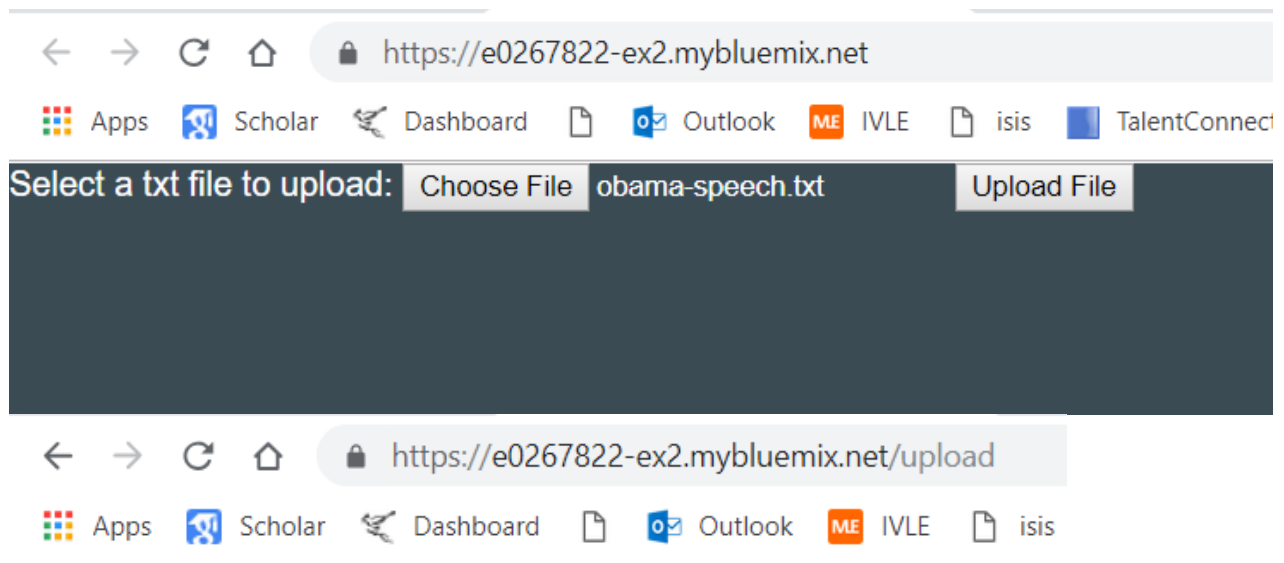 https://e0267822-ex2.mybluemix.net
Apps Scholar Dashboard Outlook ME IVLE isis TalentConnect
Select a txt file to upload: Choose File obama-speech.txt Upload File
https://e0267822-ex2.mybluemix.net/upload
Apps Scholar Dashboard Outlook ME IVLE isis